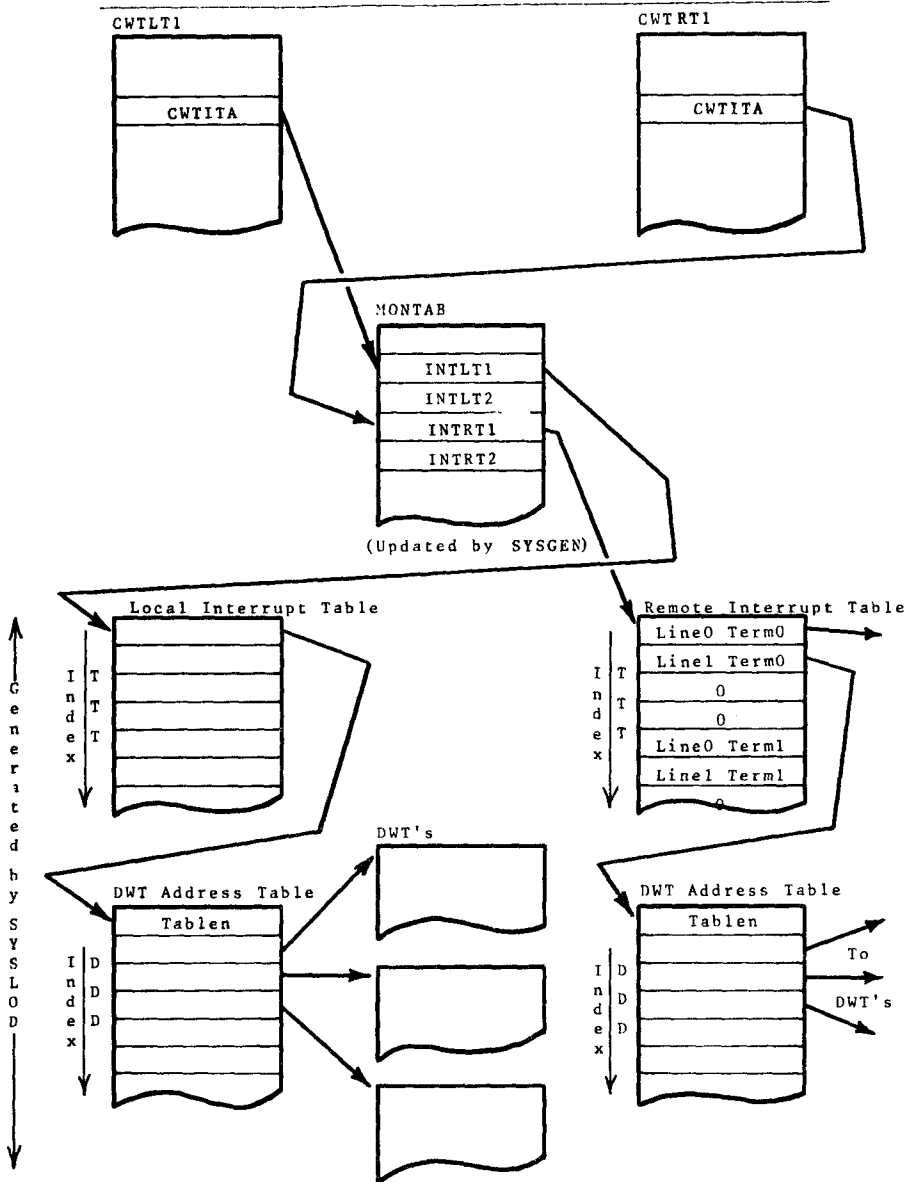 CWTLT1
CWTRT1
CWTITA
CWTITA
MONTAB
INTLT1
INTLT2
INTRT1
INTRT2
(Updated by SYSGEN)
Local Interrupt Table
Remote Interrupt Table
Index
TTT
Index
TTT
Line0 Term0
Line1 Term0
0
0
Line0 Term1
Line1 Term1
0
Generated by SYSLOD
DWT's
DWT Address Table
DWT Address Table
Tablen
Tablen
Index
DDD
Index
DDD
To
DWT's